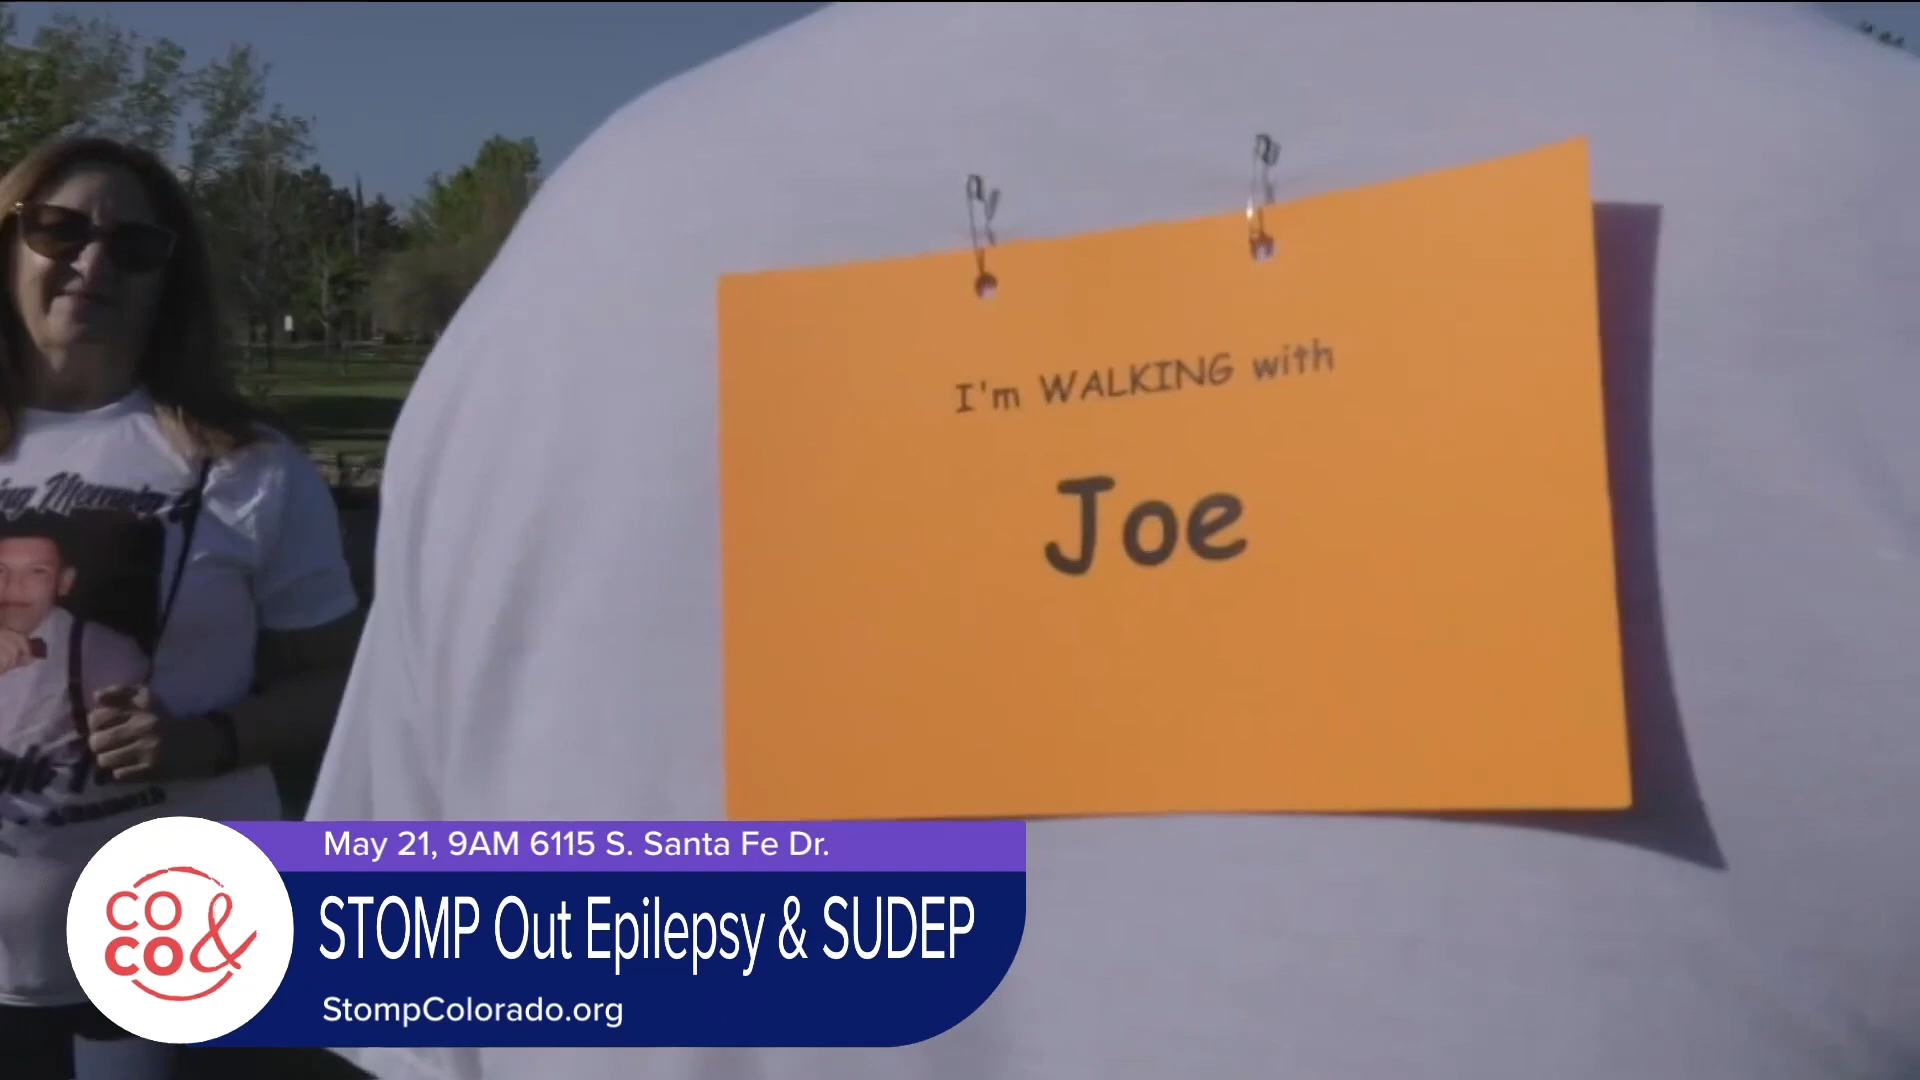 I'm WALKING with
Joe
May 21, 9AM 6115 S. Santa Fe Dr.
CO
CO&
STOMP Out Epilepsy & SUDEP
StompColorado.org